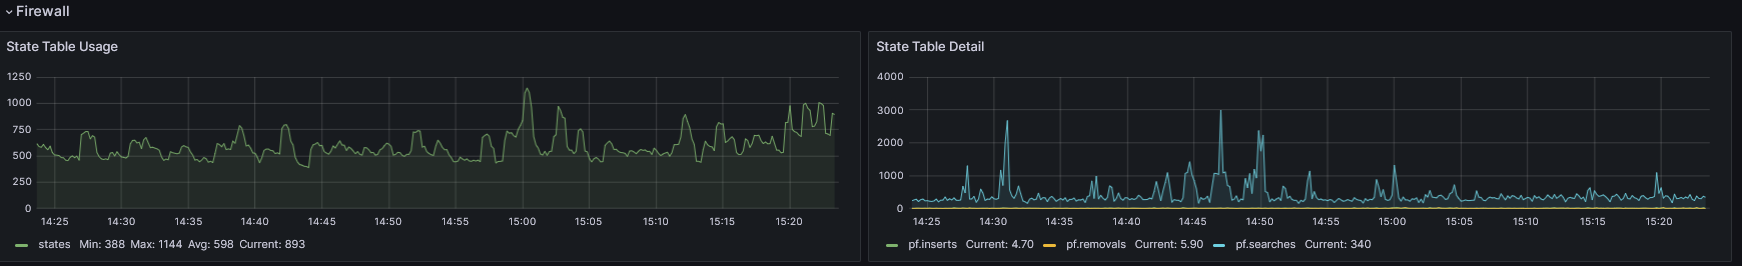 Firewall
State Table Usage
1250
1000
750
500
250
0
14:25 14:30 14:35 14:40 14:45 14:50 14:55 15:00 15:05 15:10 15:15 15:20
states Min: 388 Max: 1144 Avg: 598 Current: 893
State Table Detail
4000
3000
2000
1000
0
14:25 14:30 14:35 14:40 14:45 14:50 14:55 15:00 15:05 15:10 15:15 15:20
pf.inserts Current: 4.70 pf.removals Current: 5.90 pf.searches Current: 340